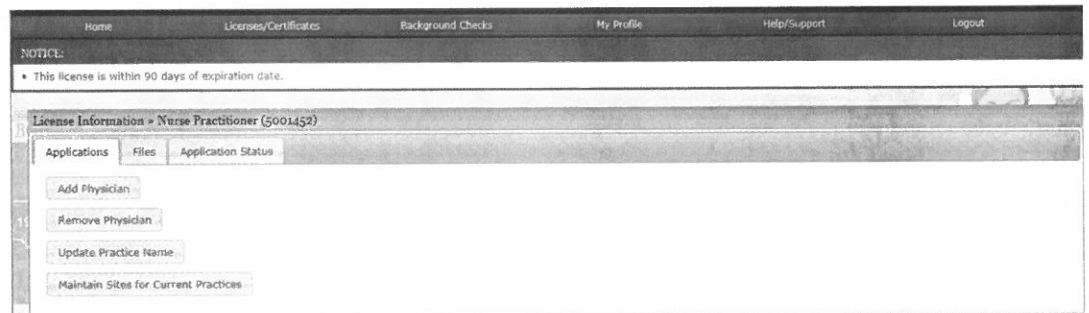 Home Licenses/Certificates Background Checks My Profile Help/Support Logout
NOTICE:
• This license is within 90 days of expiration date.
License Information » Nurse Practitioner (5001452)
Applications Files Application Status
Add Physician
Remove Physician
Update Practice Name
Maintain Sites for Current Practices